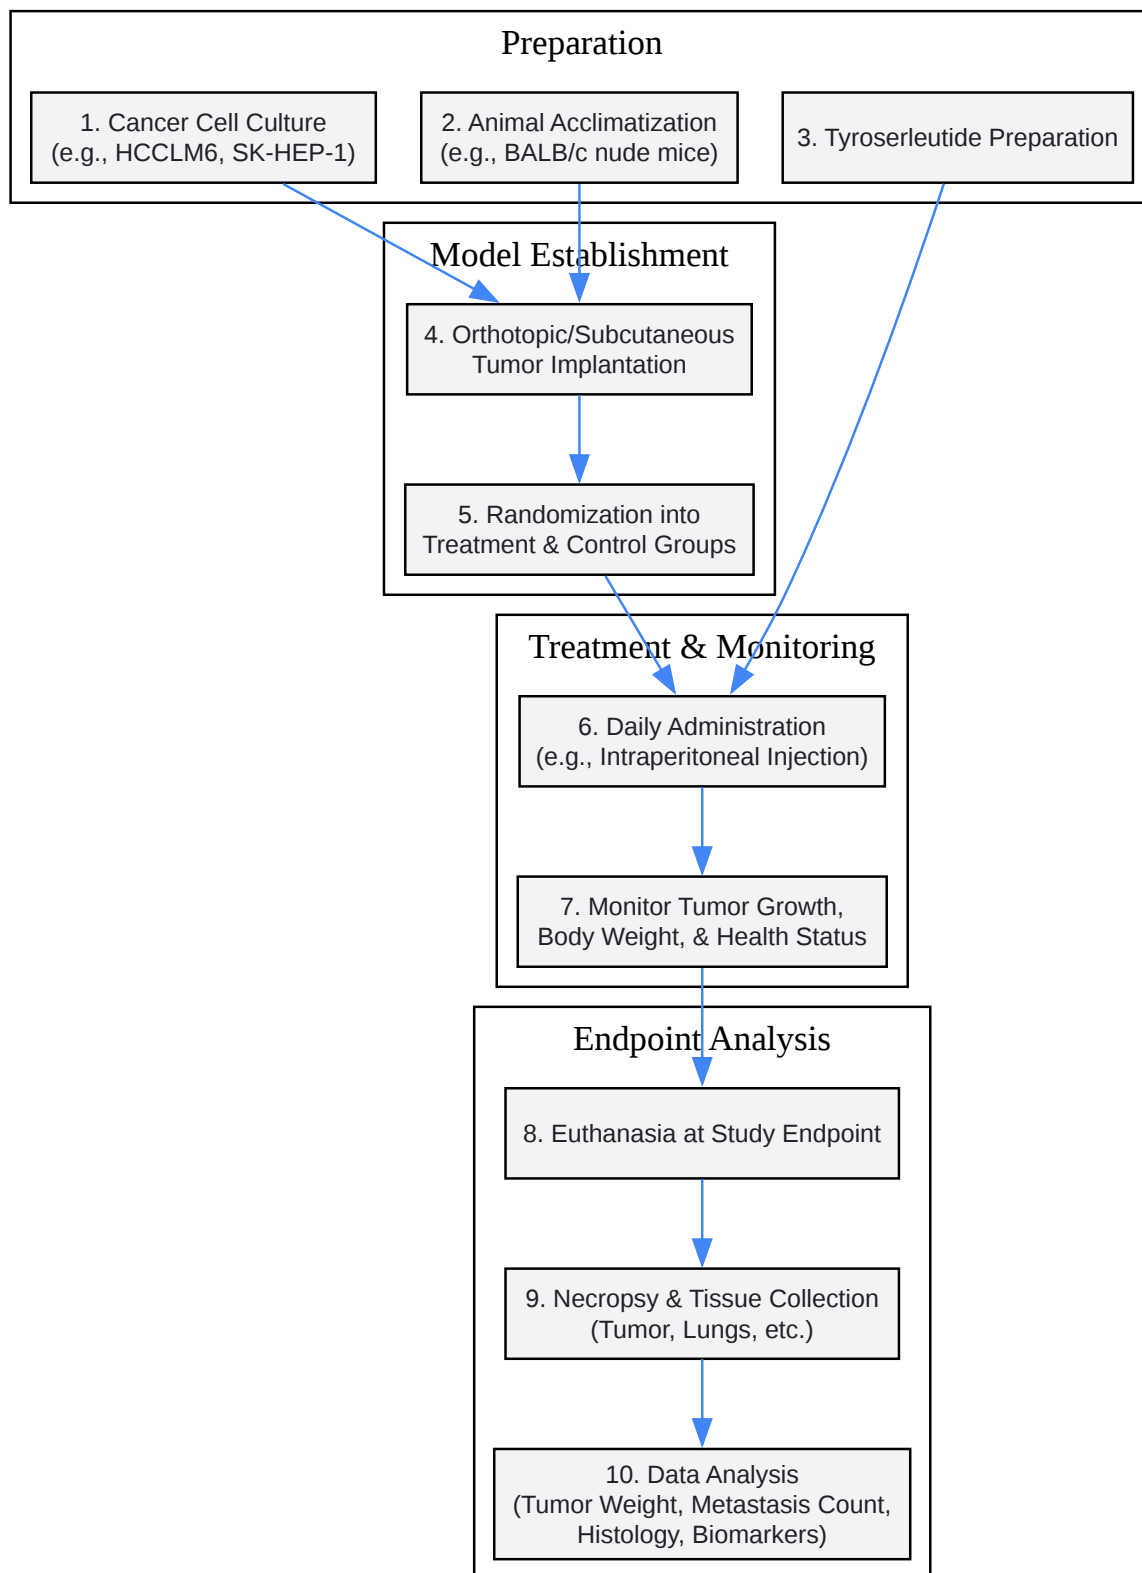 Preparation
1. Cancer Cell Culture
(e.g., HCCLM6, SK-HEP-1)
2. Animal Acclimatization
(e.g., BALB/c nude mice)
3. Tyroserleutide Preparation
Model Establishment
4. Orthotopic/Subcutaneous
Tumor Implantation
5. Randomization into
Treatment & Control Groups
Treatment & Monitoring
6. Daily Administration
(e.g., Intraperitoneal Injection)
7. Monitor Tumor Growth,
Body Weight, & Health Status
Endpoint Analysis
8. Euthanasia at Study Endpoint
9. Necropsy & Tissue Collection
(Tumor, Lungs, etc.)
10. Data Analysis
(Tumor Weight, Metastasis Count,
Histology, Biomarkers)